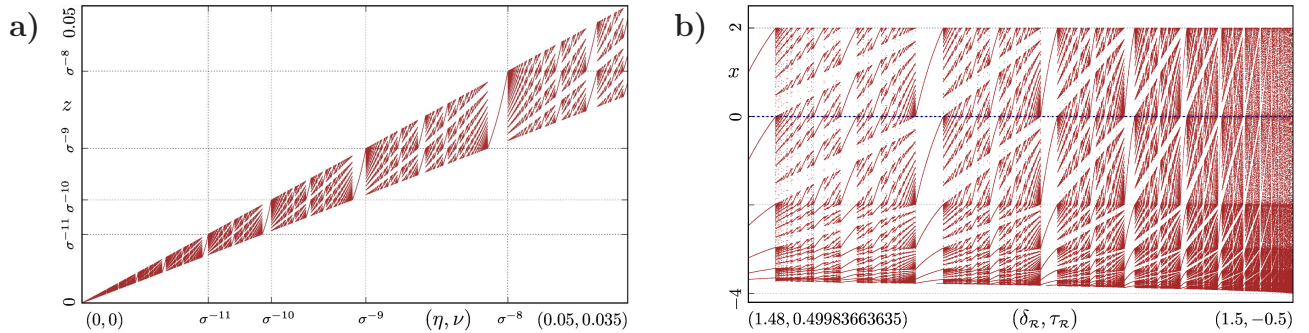 a)
0.05
σ⁻⁸
z
σ⁻⁹
σ⁻¹⁰
σ⁻¹¹
0
(0, 0)
σ⁻¹¹
σ⁻¹⁰
σ⁻⁹
(η, ν)
σ⁻⁸
(0.05, 0.035)
b)
2
x
0
−4
(1.48, 0.49983663635)
(δ_R, τ_R)
(1.5, −0.5)